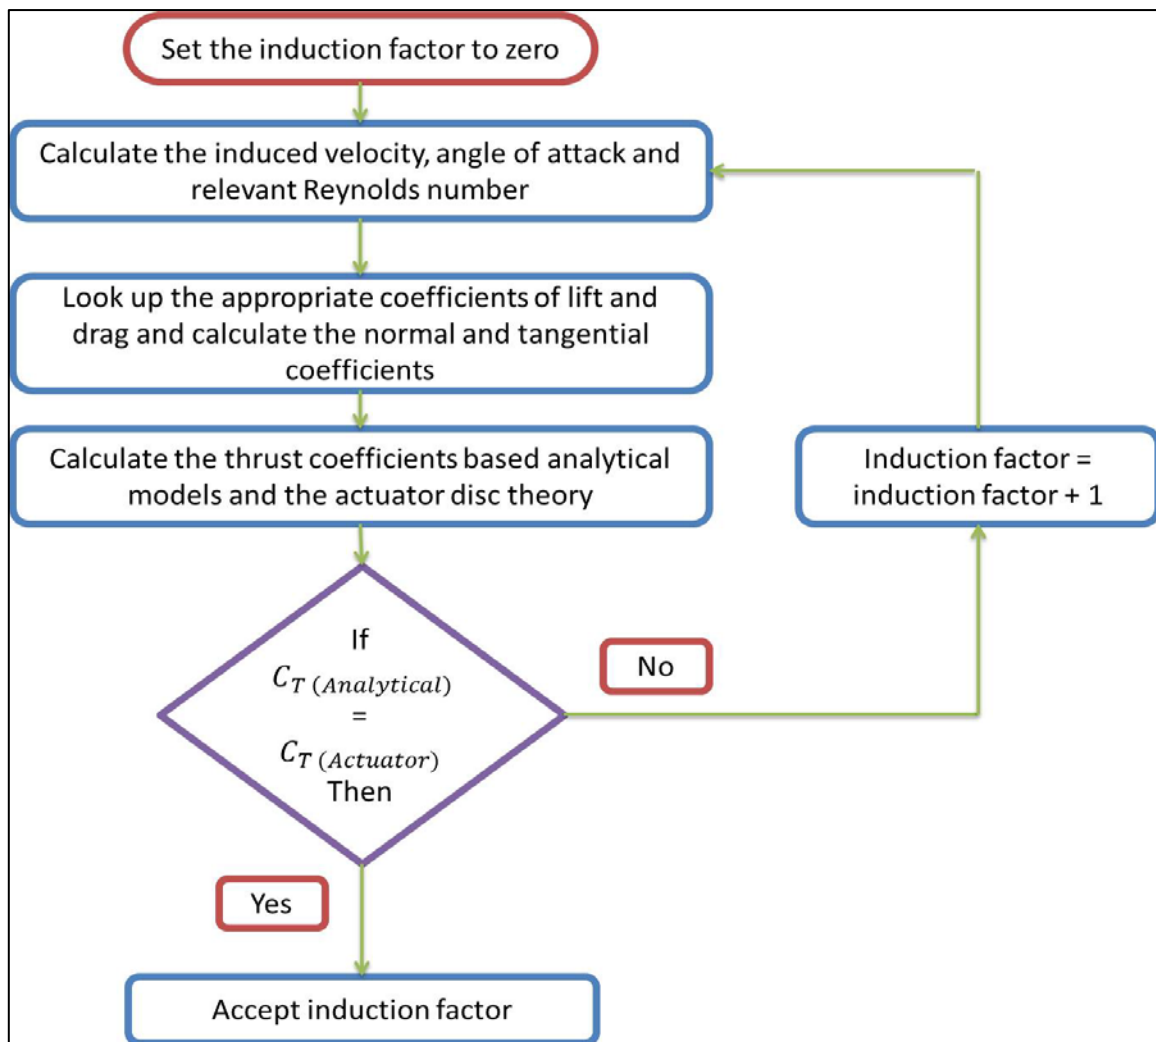 Set the induction factor to zero
Calculate the induced velocity, angle of attack and
relevant Reynolds number
Look up the appropriate coefficients of lift and
drag and calculate the normal and tangential
coefficients
Calculate the thrust coefficients based analytical
models and the actuator disc theory
Induction factor =
induction factor + 1
If
C_T (Analytical)
=
C_T (Actuator)
Then
No
Yes
Accept induction factor